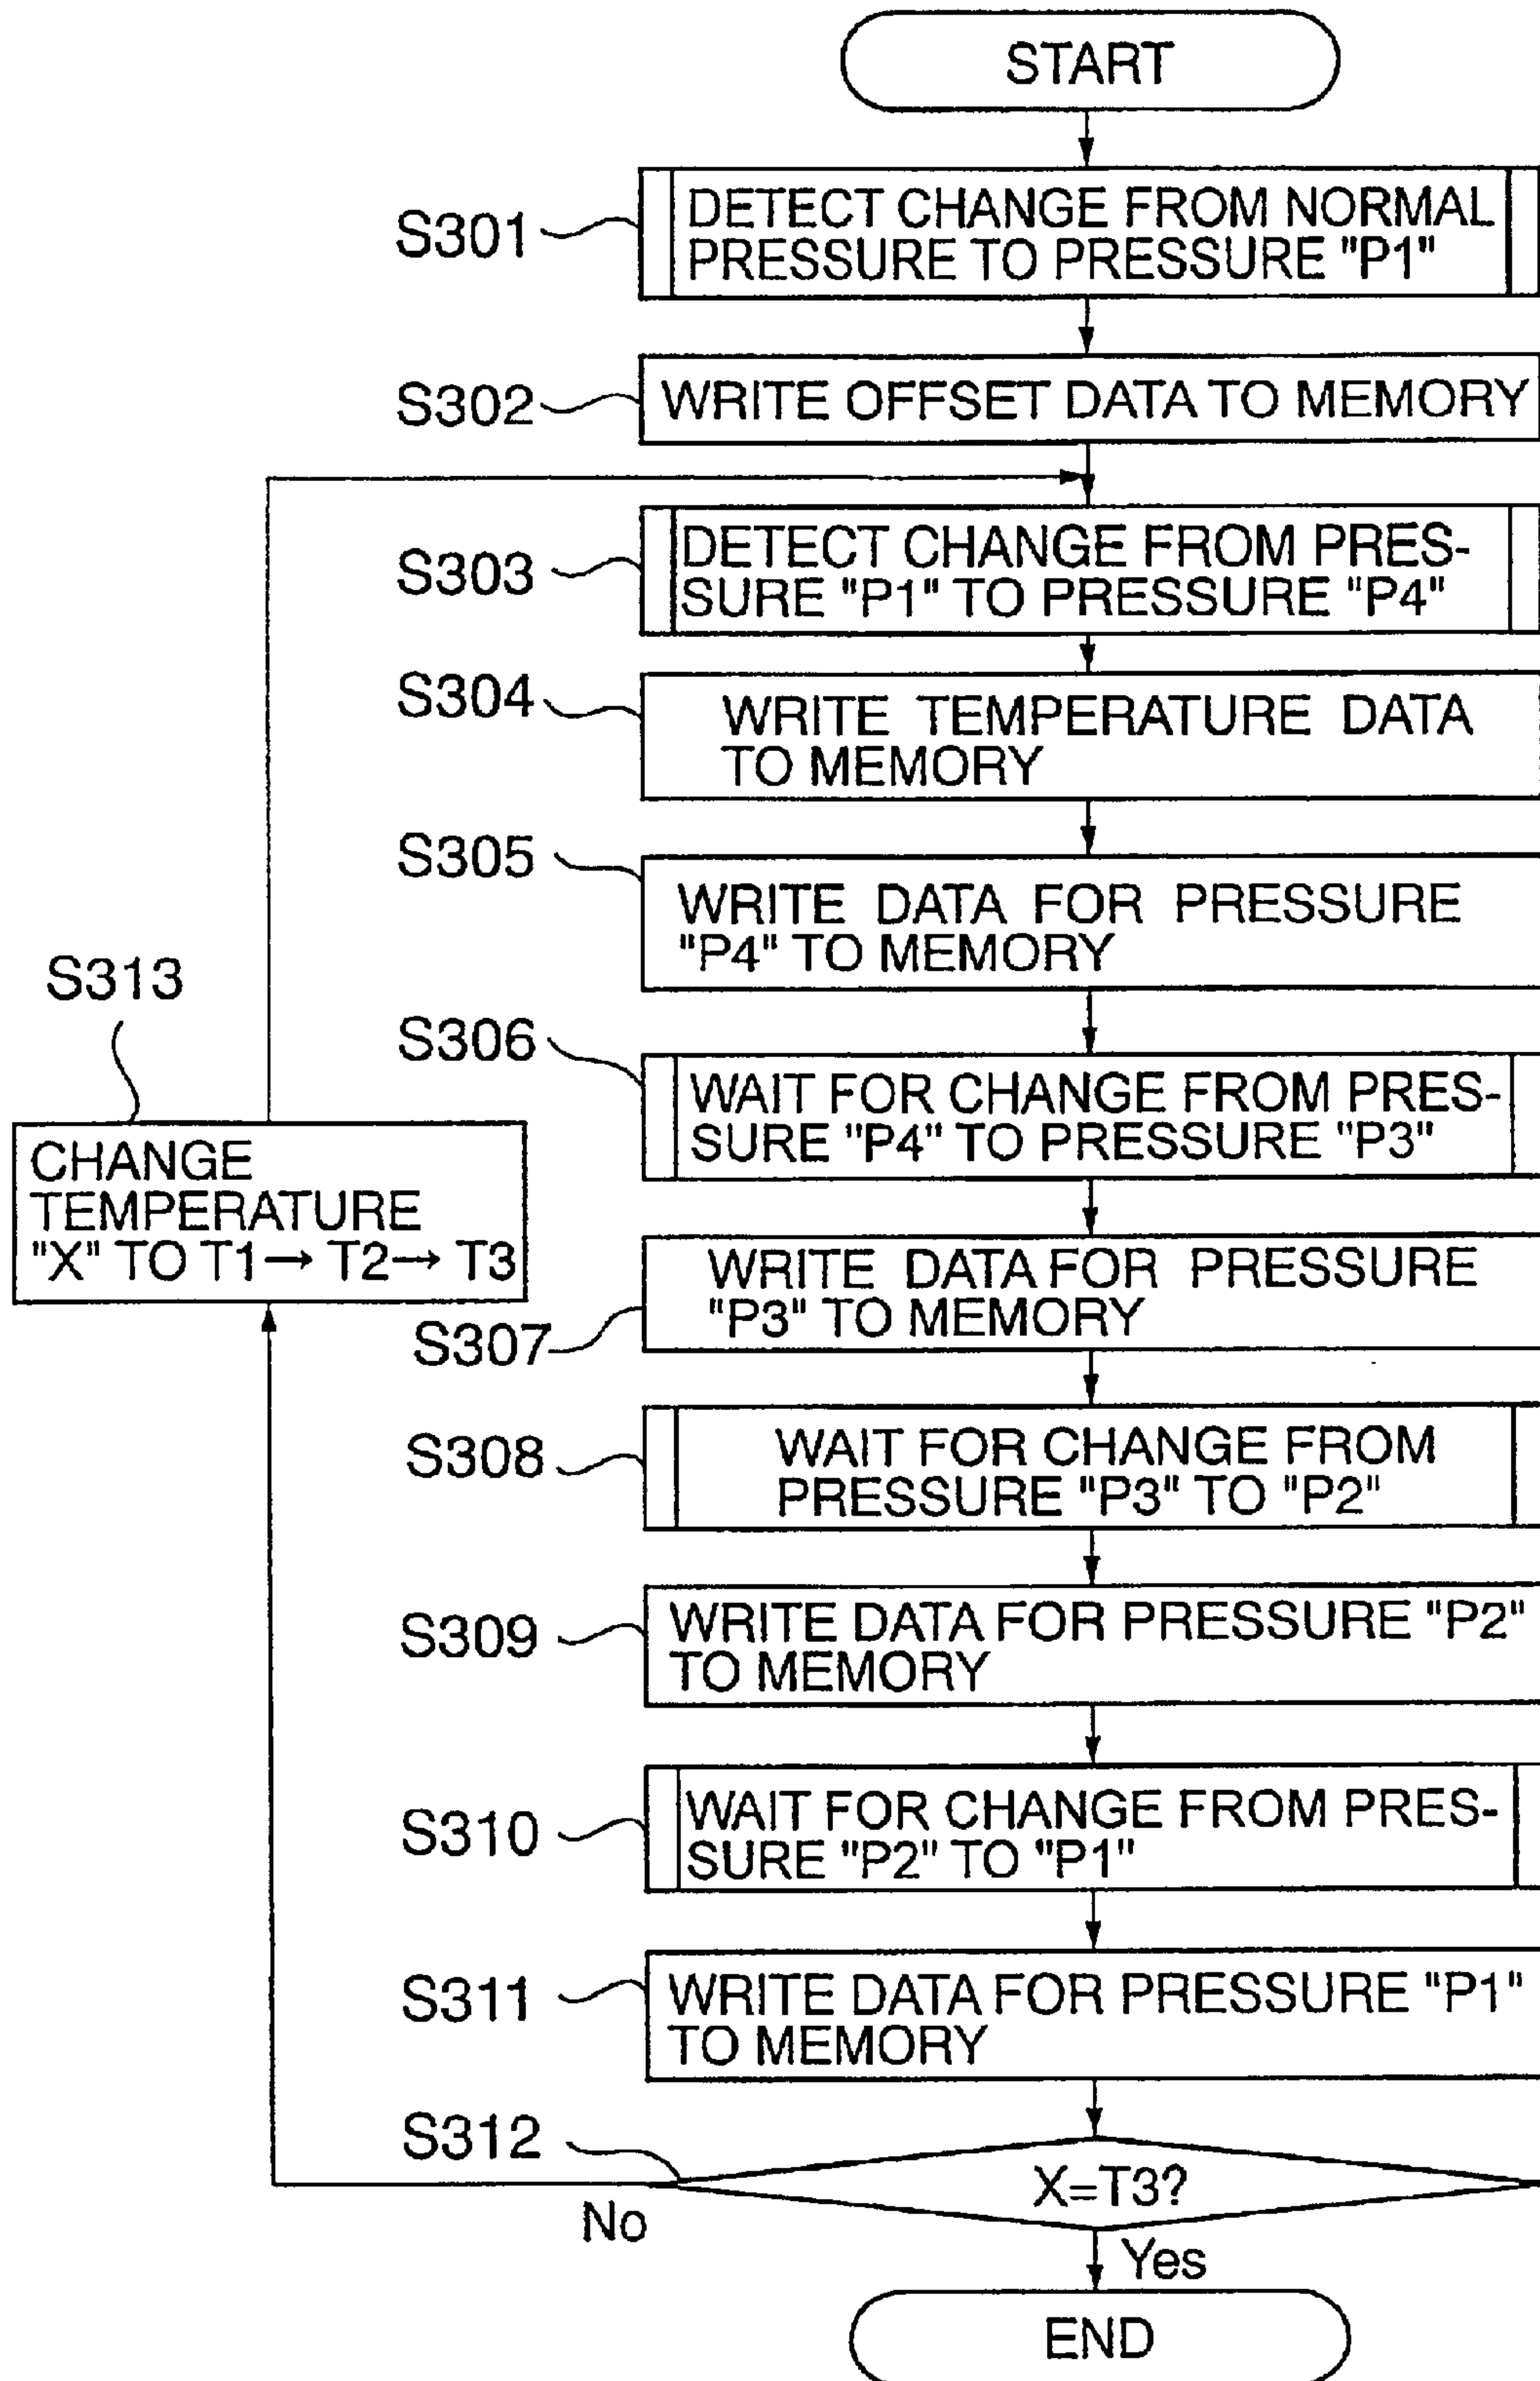 START
S301
DETECT CHANGE FROM NORMAL
PRESSURE TO PRESSURE "P1"
S302
WRITE OFFSET DATA TO MEMORY
S303
DETECT CHANGE FROM PRES-
SURE "P1" TO PRESSURE "P4"
S304
WRITE TEMPERATURE DATA
TO MEMORY
S305
WRITE DATA FOR PRESSURE
"P4" TO MEMORY
S313
CHANGE
TEMPERATURE
"X" TO T1→ T2→ T3
S306
WAIT FOR CHANGE FROM PRES-
SURE "P4" TO PRESSURE "P3"
S307
WRITE DATA FOR PRESSURE
"P3" TO MEMORY
S308
WAIT FOR CHANGE FROM
PRESSURE "P3" TO "P2"
S309
WRITE DATA FOR PRESSURE "P2"
TO MEMORY
S310
WAIT FOR CHANGE FROM PRES-
SURE "P2" TO "P1"
S311
WRITE DATA FOR PRESSURE "P1"
TO MEMORY
S312
X=T3?
No
Yes
END